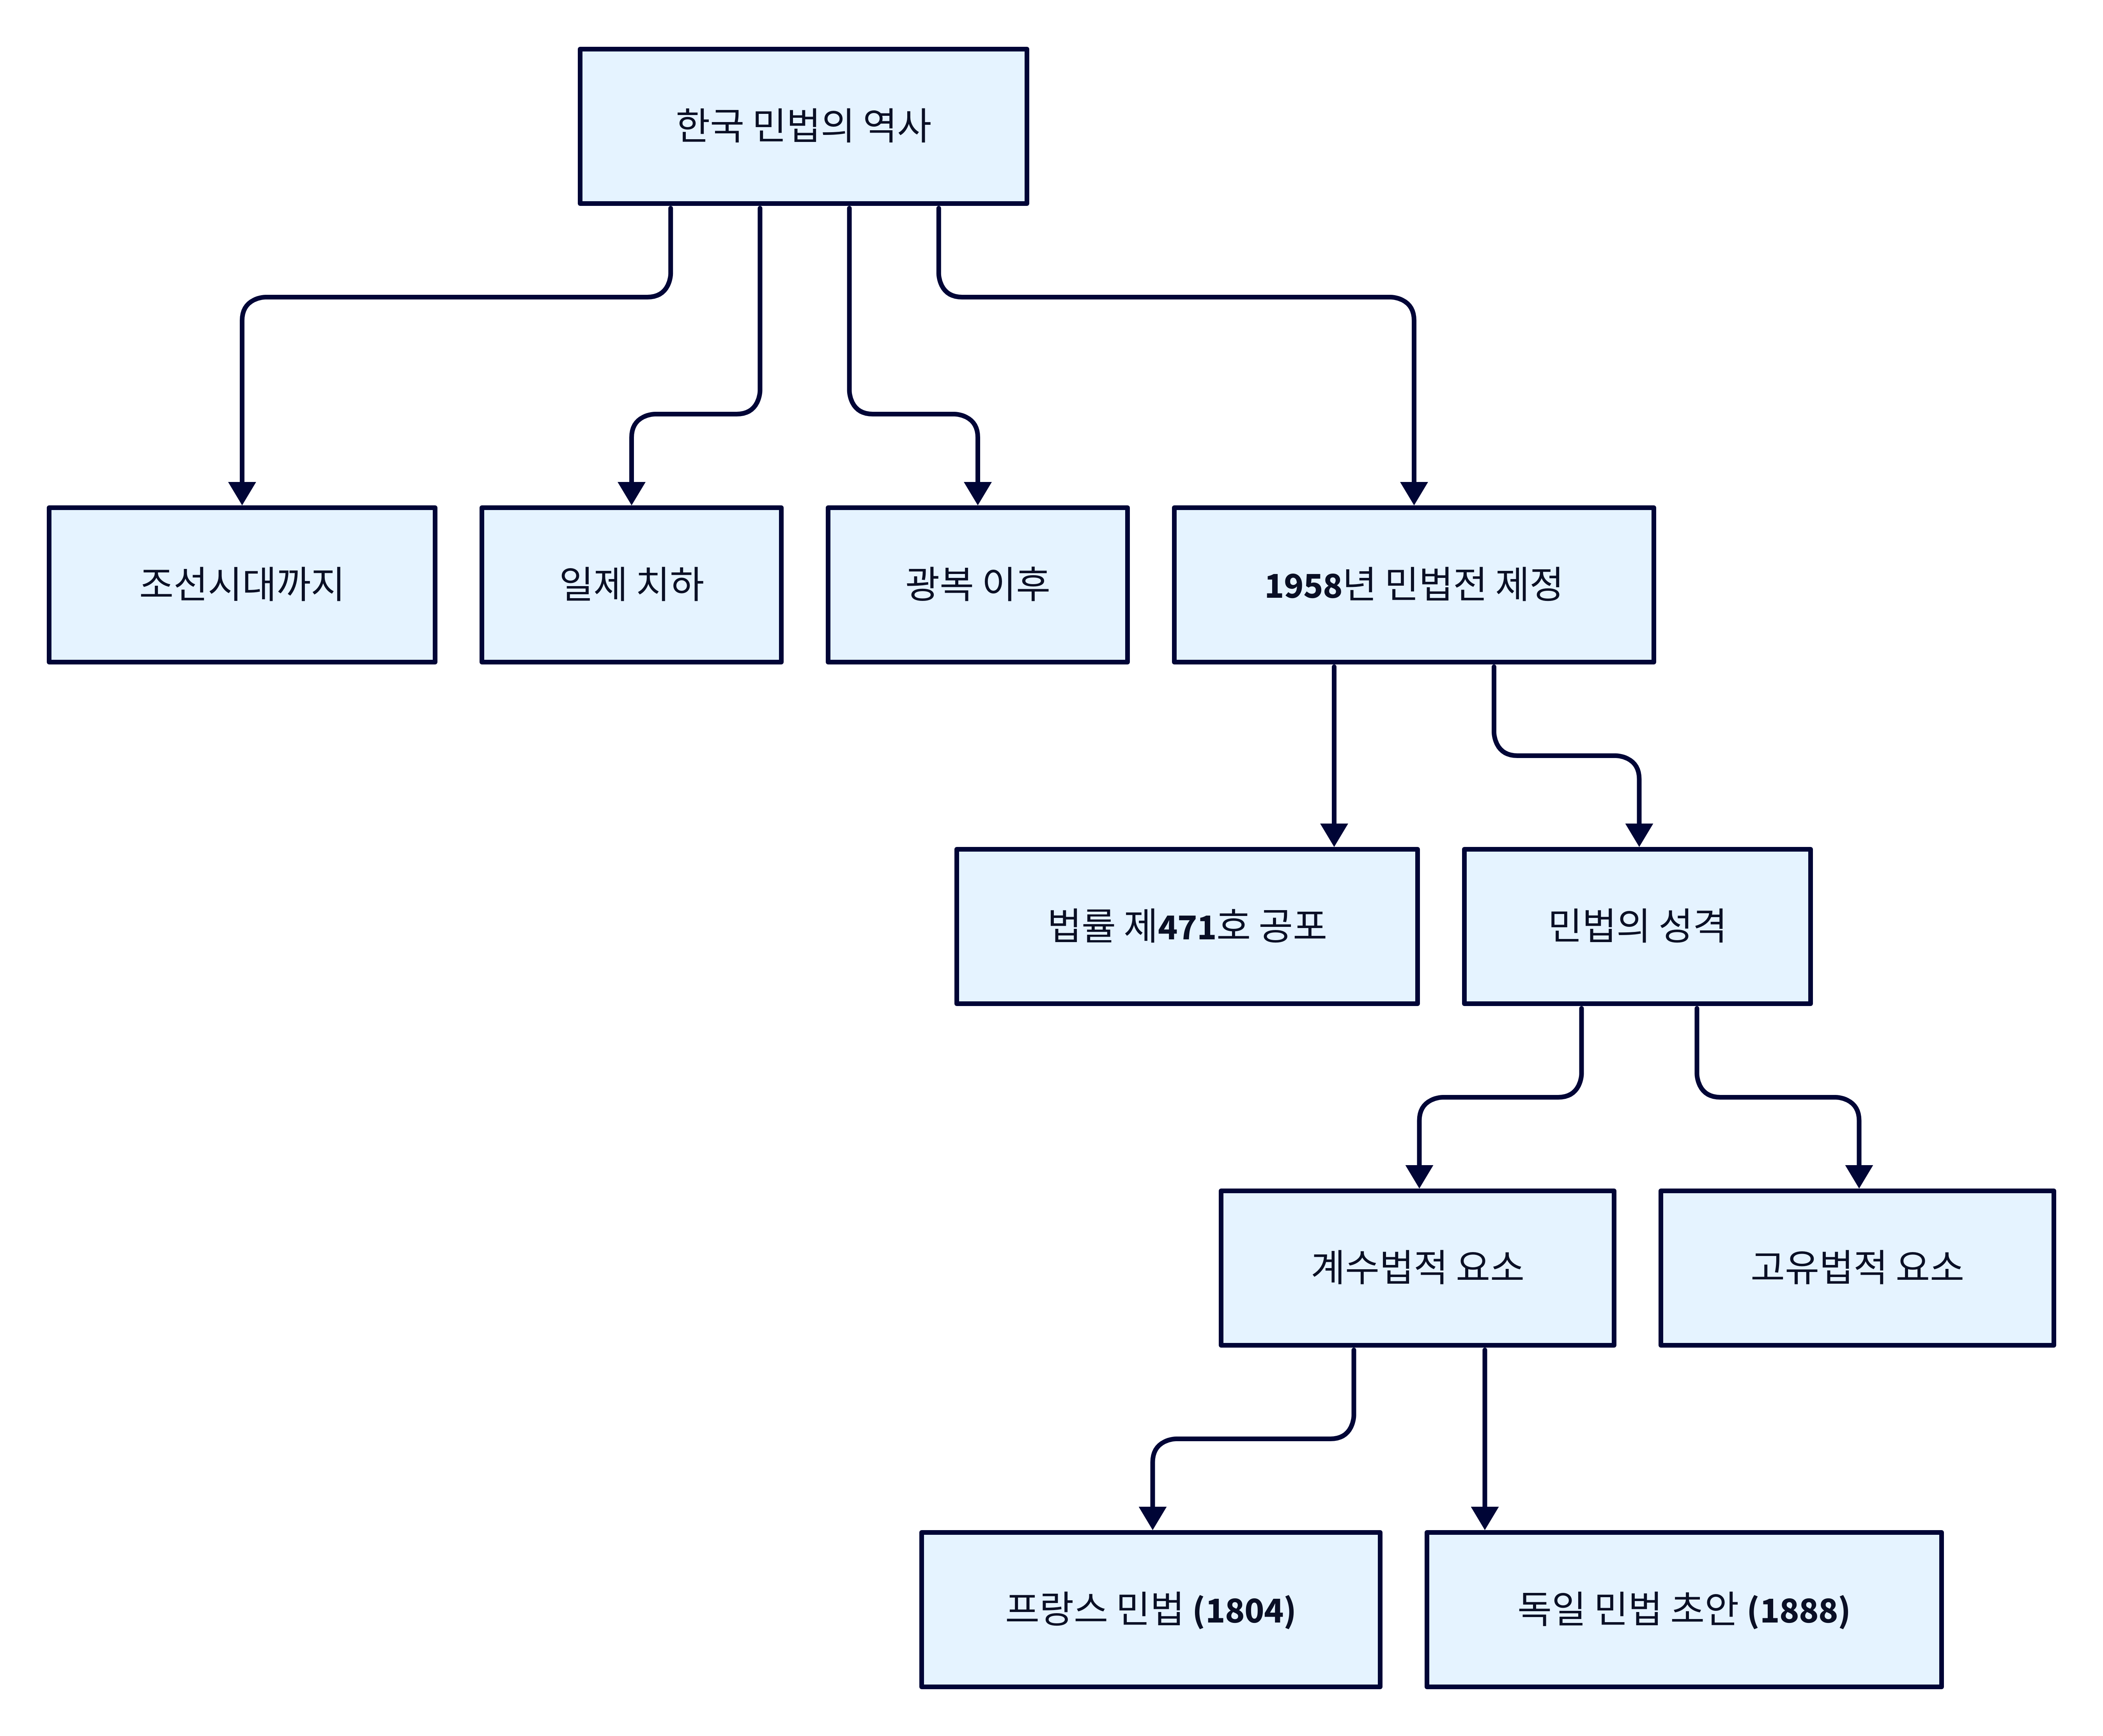 한국 민법의 역사
조선시대까지
일제 치하
광복 이후
1958년 민법전 제정
법률 제471호 공포
민법의 성격
계수법적 요소
고유법적 요소
프랑스 민법 (1804)
독일 민법 초안 (1888)